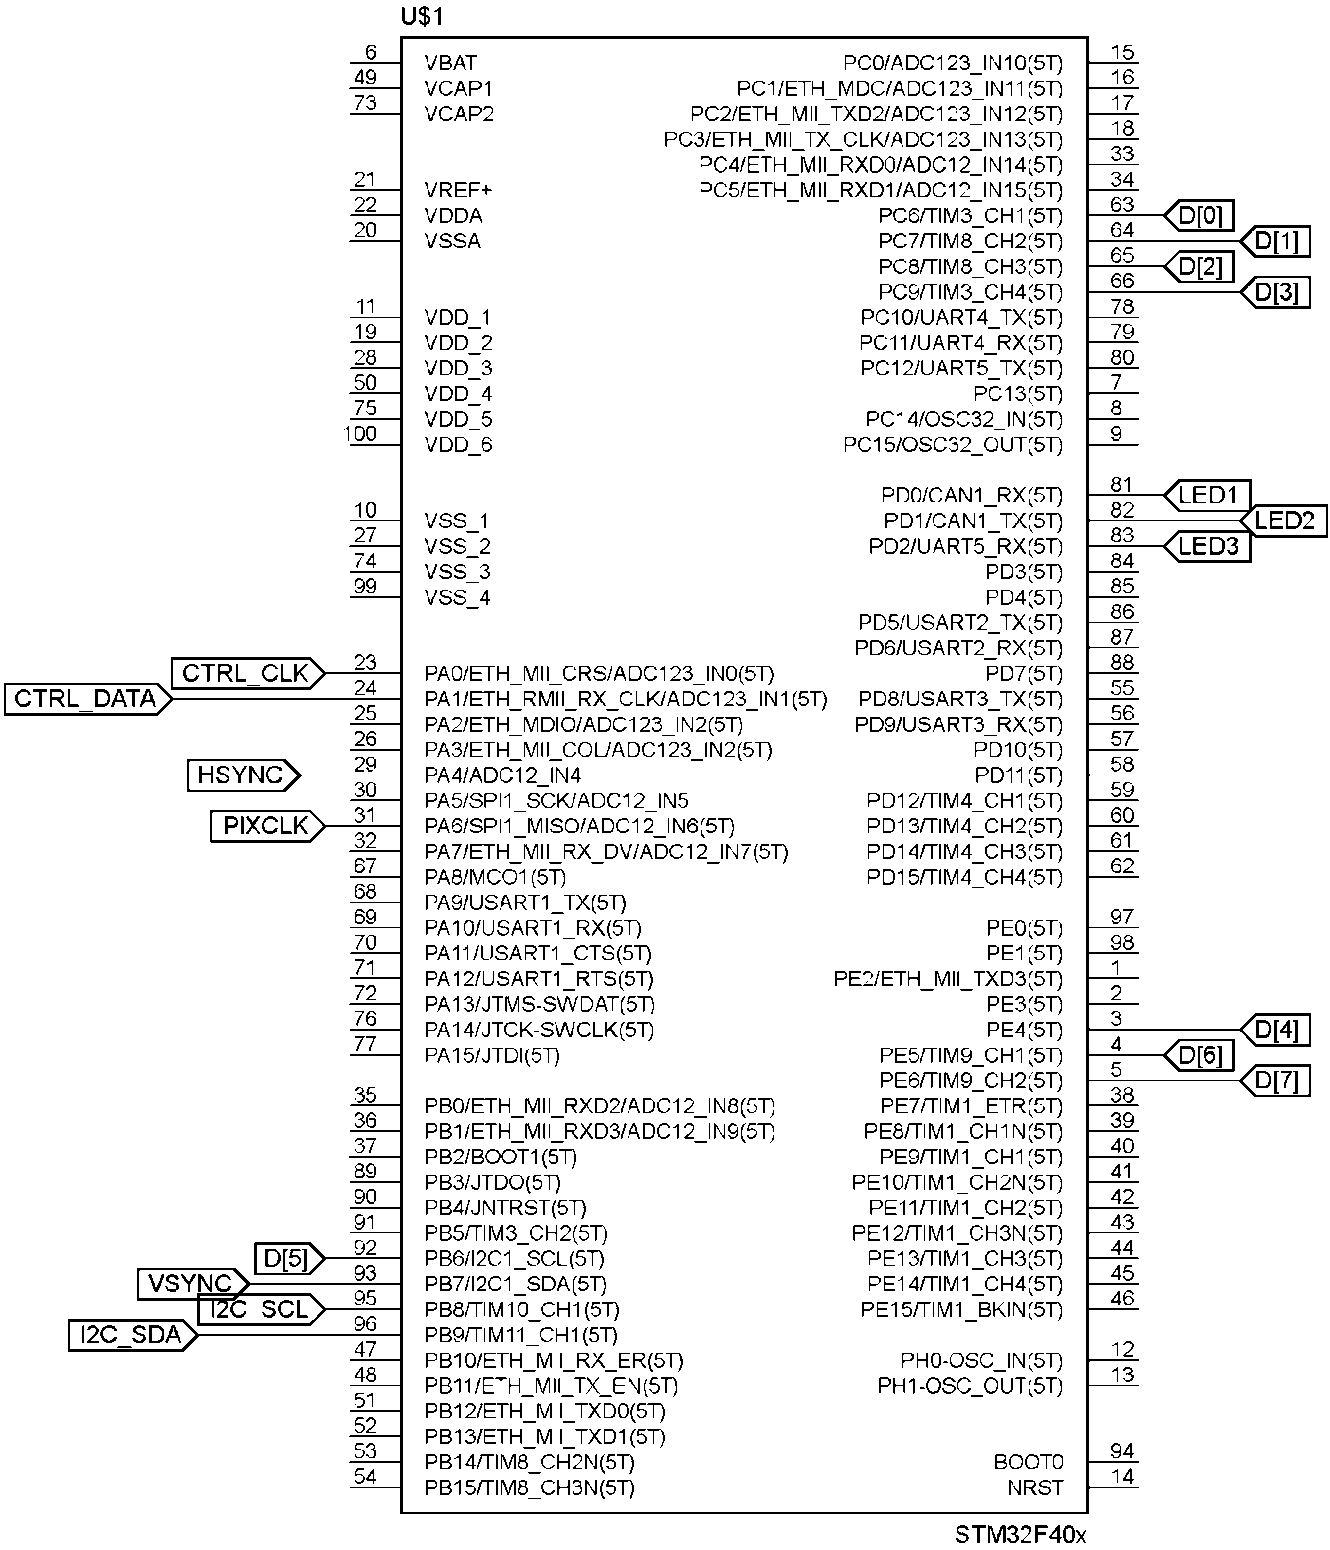 U$1
6 VBAT PC0/ADC123_IN10(5T) 15
49 VCAP1 PC1/ETH_MDC/ADC123_IN11(5T) 16
73 VCAP2 PC2/ETH_MII_TXD2/ADC123_IN12(5T) 17
PC3/ETH_MII_TX_CLK/ADC123_IN13(5T) 18
PC4/ETH_MII_RXD0/ADC12_IN14(5T) 33
21 VREF+ PC5/ETH_MII_RXD1/ADC12_IN15(5T) 34
22 VDDA PC6/TIM3_CH1(5T) 63 D[0]
20 VSSA PC7/TIM8_CH2(5T) 64 D[1]
PC8/TIM8_CH3(5T) 65 D[2]
PC9/TIM3_CH4(5T) 66 D[3]
11 VDD_1 PC10/UART4_TX(5T) 78
19 VDD_2 PC11/UART4_RX(5T) 79
28 VDD_3 PC12/UART5_TX(5T) 80
50 VDD_4 PC13(5T) 7
75 VDD_5 PC14/OSC32_IN(5T) 8
100 VDD_6 PC15/OSC32_OUT(5T) 9
PD0/CAN1_RX(5T) 81 LED1
10 VSS_1 PD1/CAN1_TX(5T) 82 LED2
27 VSS_2 PD2/UART5_RX(5T) 83 LED3
74 VSS_3 PD3(5T) 84
99 VSS_4 PD4(5T) 85
PD5/USART2_TX(5T) 86
PD6/USART2_RX(5T) 87
CTRL_CLK 23 PA0/ETH_MII_CRS/ADC123_IN0(5T) PD7(5T) 88
CTRL_DATA 24 PA1/ETH_RMII_RX_CLK/ADC123_IN1(5T) PD8/USART3_TX(5T) 55
25 PA2/ETH_MDIO/ADC123_IN2(5T) PD9/USART3_RX(5T) 56
26 PA3/ETH_MII_COL/ADC123_IN2(5T) PD10(5T) 57
HSYNC 29 PA4/ADC12_IN4 PD11(5T) 58
30 PA5/SPI1_SCK/ADC12_IN5 PD12/TIM4_CH1(5T) 59
PIXCLK 31 PA6/SPI1_MISO/ADC12_IN6(5T) PD13/TIM4_CH2(5T) 60
32 PA7/ETH_MII_RX_DV/ADC12_IN7(5T) PD14/TIM4_CH3(5T) 61
67 PA8/MCO1(5T) PD15/TIM4_CH4(5T) 62
68 PA9/USART1_TX(5T)
69 PA10/USART1_RX(5T) PE0(5T) 97
70 PA11/USART1_CTS(5T) PE1(5T) 98
71 PA12/USART1_RTS(5T) PE2/ETH_MII_TXD3(5T) 1
72 PA13/JTMS-SWDAT(5T) PE3(5T) 2
76 PA14/JTCK-SWCLK(5T) PE4(5T) 3 D[4]
77 PA15/JTDI(5T) PE5/TIM9_CH1(5T) 4 D[6]
PE6/TIM9_CH2(5T) 5 D[7]
35 PB0/ETH_MII_RXD2/ADC12_IN8(5T) PE7/TIM1_ETR(5T) 38
36 PB1/ETH_MII_RXD3/ADC12_IN9(5T) PE8/TIM1_CH1N(5T) 39
37 PB2/BOOT1(5T) PE9/TIM1_CH1(5T) 40
89 PB3/JTDO(5T) PE10/TIM1_CH2N(5T) 41
90 PB4/JNTRST(5T) PE11/TIM1_CH2(5T) 42
91 PB5/TIM3_CH2(5T) PE12/TIM1_CH3N(5T) 43
D[5] 92 PB6/I2C1_SCL(5T) PE13/TIM1_CH3(5T) 44
VSYNC 93 PB7/I2C1_SDA(5T) PE14/TIM1_CH4(5T) 45
I2C_SCL 95 PB8/TIM10_CH1(5T) PE15/TIM1_BKIN(5T) 46
I2C_SDA 96 PB9/TIM11_CH1(5T)
47 PB10/ETH_MII_RX_ER(5T) PH0-OSC_IN(5T) 12
48 PB11/ETH_MII_TX_EN(5T) PH1-OSC_OUT(5T) 13
51 PB12/ETH_MII_TXD0(5T)
52 PB13/ETH_MII_TXD1(5T)
53 PB14/TIM8_CH2N(5T) BOOT0 94
54 PB15/TIM8_CH3N(5T) NRST 14
STM32F40x